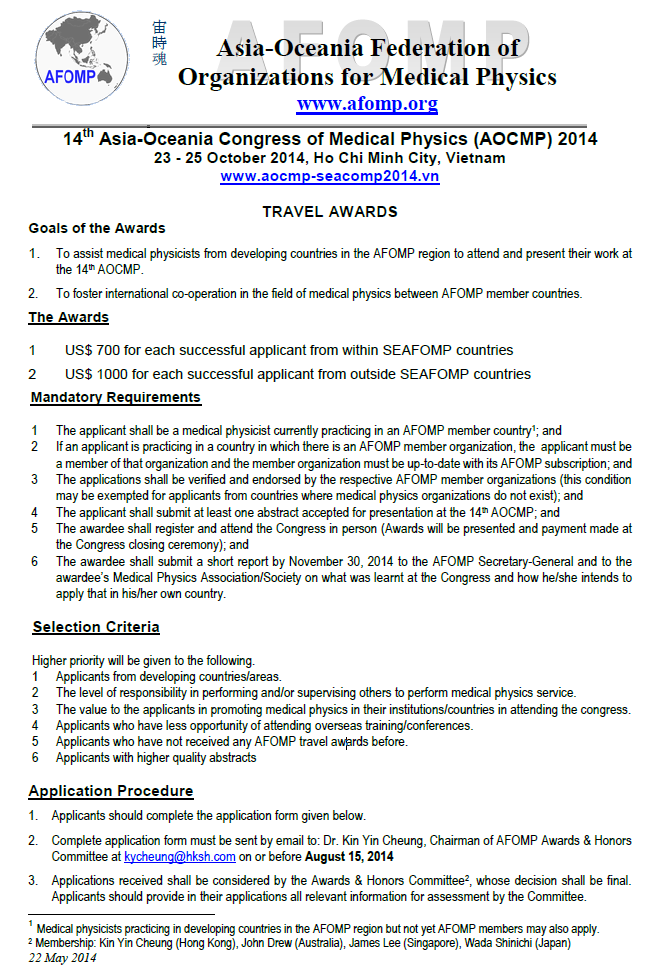 AFOMP
宙
時
魂
AFOMP
Asia-Oceania Federation of
Organizations for Medical Physics
www.afomp.org
14th Asia-Oceania Congress of Medical Physics (AOCMP) 2014
23 - 25 October 2014, Ho Chi Minh City, Vietnam
www.aocmp-seacomp2014.vn
TRAVEL AWARDS
Goals of the Awards
1. To assist medical physicists from developing countries in the AFOMP region to attend and present their work at
the 14th AOCMP.
2. To foster international co-operation in the field of medical physics between AFOMP member countries.
The Awards
1 US$ 700 for each successful applicant from within SEAFOMP countries
2 US$ 1000 for each successful applicant from outside SEAFOMP countries
Mandatory Requirements
1 The applicant shall be a medical physicist currently practicing in an AFOMP member country1; and
2 If an applicant is practicing in a country in which there is an AFOMP member organization, the applicant must be
a member of that organization and the member organization must be up-to-date with its AFOMP subscription; and
3 The applications shall be verified and endorsed by the respective AFOMP member organizations (this condition
may be exempted for applicants from countries where medical physics organizations do not exist); and
4 The applicant shall submit at least one abstract accepted for presentation at the 14th AOCMP; and
5 The awardee shall register and attend the Congress in person (Awards will be presented and payment made at
the Congress closing ceremony); and
6 The awardee shall submit a short report by November 30, 2014 to the AFOMP Secretary-General and to the
awardee's Medical Physics Association/Society on what was learnt at the Congress and how he/she intends to
apply that in his/her own country.
Selection Criteria
Higher priority will be given to the following.
1 Applicants from developing countries/areas.
2 The level of responsibility in performing and/or supervising others to perform medical physics service.
3 The value to the applicants in promoting medical physics in their institutions/countries in attending the congress.
4 Applicants who have less opportunity of attending overseas training/conferences.
5 Applicants who have not received any AFOMP travel awards before.
6 Applicants with higher quality abstracts
Application Procedure
1. Applicants should complete the application form given below.
2. Complete application form must be sent by email to: Dr. Kin Yin Cheung, Chairman of AFOMP Awards & Honors
Committee at kycheung@hksh.com on or before August 15, 2014
3. Applications received shall be considered by the Awards & Honors Committee2, whose decision shall be final.
Applicants should provide in their applications all relevant information for assessment by the Committee.
1 Medical physicists practicing in developing countries in the AFOMP region but not yet AFOMP members may also apply.
2 Membership: Kin Yin Cheung (Hong Kong), John Drew (Australia), James Lee (Singapore), Wada Shinichi (Japan)
22 May 2014